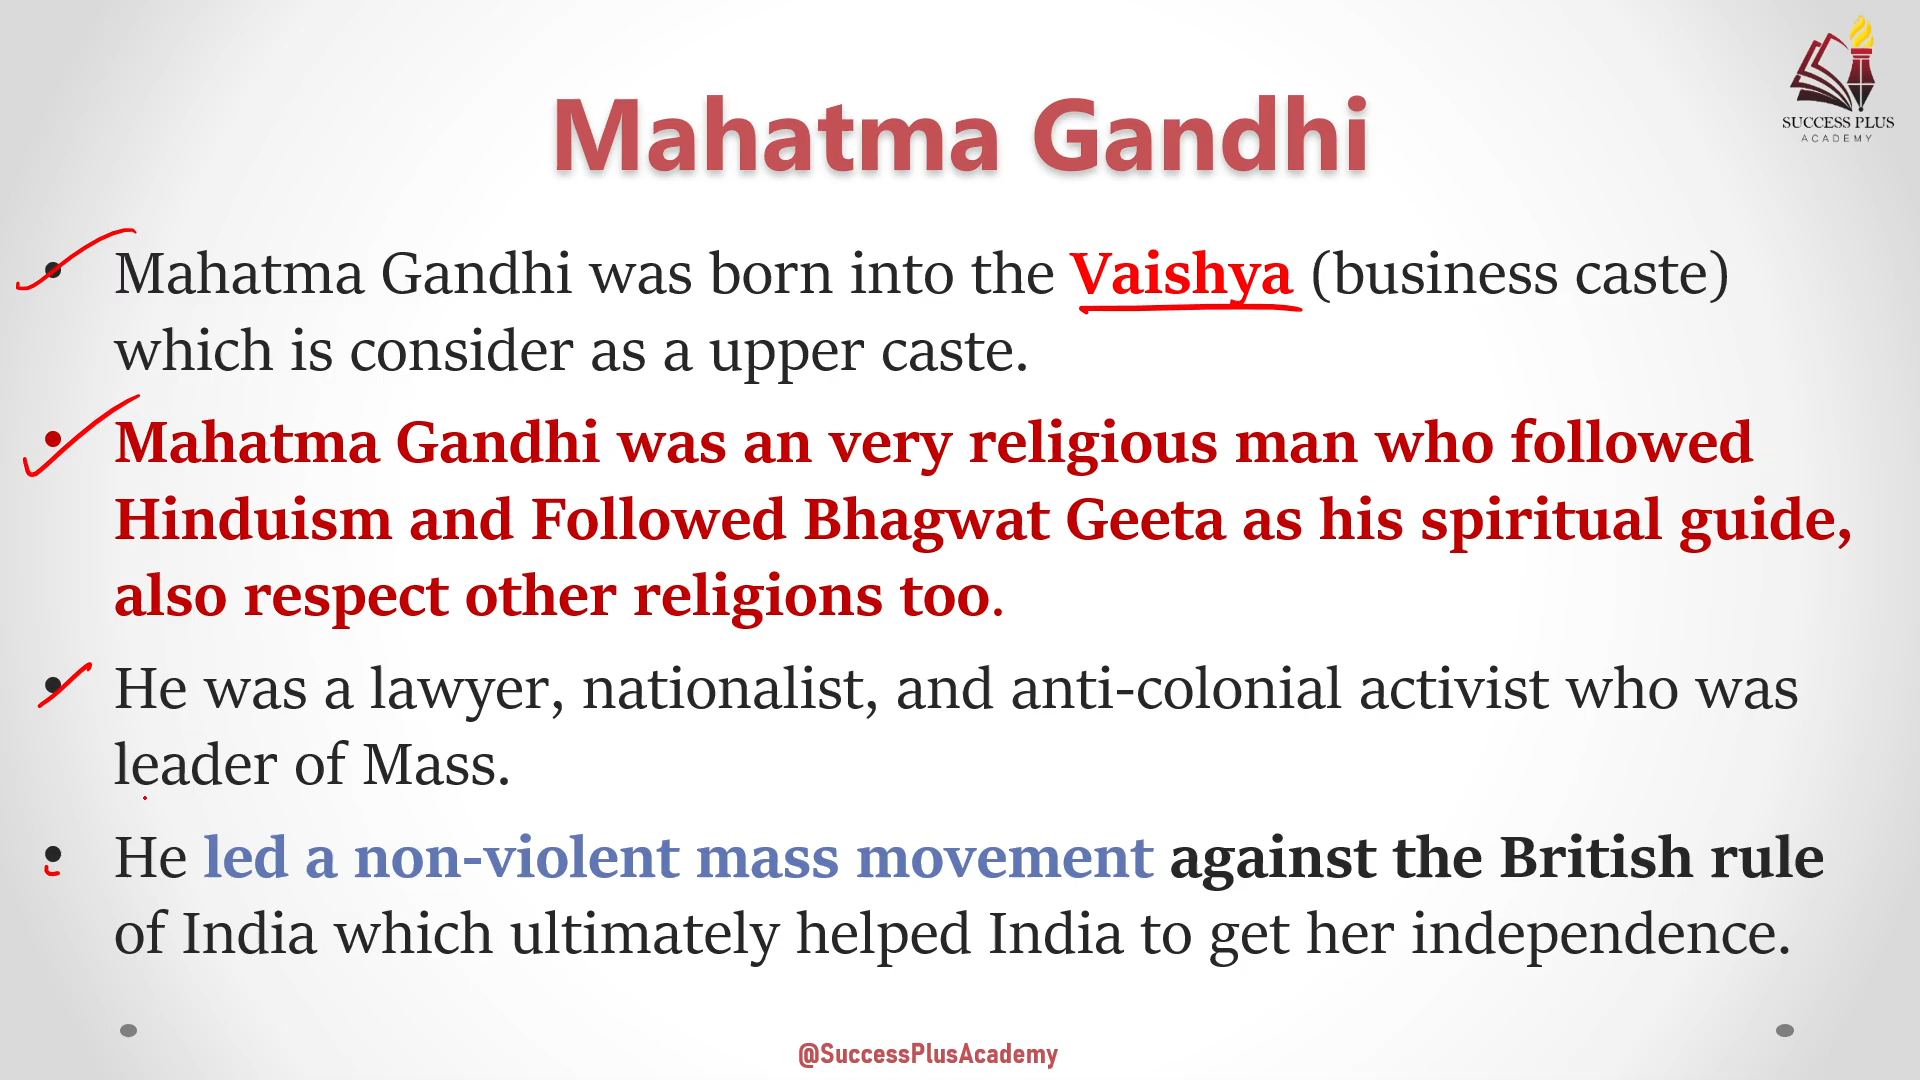 SUCCESS PLUS
ACADEMY
Mahatma Gandhi
• Mahatma Gandhi was born into the Vaishya (business caste)
which is consider as a upper caste.
• Mahatma Gandhi was an very religious man who followed
Hinduism and Followed Bhagwat Geeta as his spiritual guide,
also respect other religions too.
• He was a lawyer, nationalist, and anti-colonial activist who was
leader of Mass.
• He led a non-violent mass movement against the British rule
of India which ultimately helped India to get her independence.
@SuccessPlusAcademy